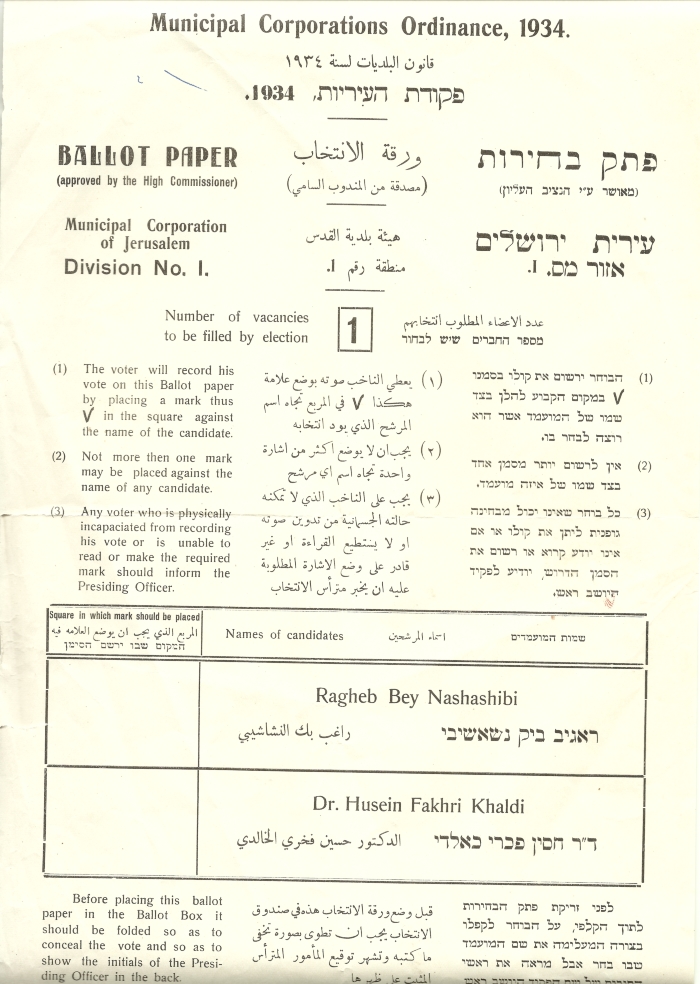 Municipal Corporations Ordinance, 1934.
قانون البلديات لسنة ١٩٣٤
פקודת העיריות, 1934.
BALLOT PAPER
(approved by the High Commissioner)
ورقة الانتخاب
(مصدقة من المندوب السامي)
פתק בחירות
(מאושר ע״י הנציב העליון)
Municipal Corporation
of Jerusalem
Division No. I.
هيئة بلدية القدس
منطقة رقم ١.
עירית ירושלים
אזור מס. 1.
Number of vacancies
to be filled by election
1
عدد الاعضاء المطلوب انتخابهم
מספר החברים שיש לבחור
(1) The voter will record his
vote on this Ballot paper
by placing a mark thus
V in the square against
the name of the candidate.
(2) Not more then one mark
may be placed against the
name of any candidate.
(3) Any voter who is physically
incapaciated from recording
his vote or is unable to
read or make the required
mark should inform the
Presiding Officer.
(١) يعطي الناخب صوته بوضع علامة
هكذا V في المربع تجاه اسم
المرشح الذي يود انتخابه
(٢) يجب ان لا يوضع اكثر من اشارة
واحدة تجاه اسم اي مرشح
(٣) يجب على الناخب الذي لا تمكنه
حالته الجسمانية من تدوين صوته
او لا يستطيع القراءة او غير
قادر على وضع الاشارة المطلوبة
عليه ان يخبر مترأس الانتخاب
(1) הבוחר ירשום את קולו בסמנו
V במקום הקבוע להלן בצד
שמו של המועמד אשר הוא
רוצה לבחר בו.
(2) אין לרשום יותר מסמן אחד
בצד שמו של איזה מועמד.
(3) כל בוחר שאינו יכול מבחינה
גופנית ליתן את קולו או אם
אינו יודע קרוא או רשום את
הסמן הדרוש, יודיע לפקיד
היושב ראש.
Square in which mark should be placed
المربع الذي يجب ان يوضع العلامه فيه
המקום שבו ירשם הסימן
Names of candidates اسماء المرشحين שמות המועמדים
Ragheb Bey Nashashibi
راغب بك النشاشيبي ראגיב ביק נשאשיבי
Dr. Husein Fakhri Khaldi
الدكتور حسين فخري الخالدي ד״ר חסין פכרי כאלדי
Before placing this ballot
paper in the Ballot Box it
should be folded so as to
conceal the vote and so as to
show the initials of the Presi-
ding Officer in the back.
قبل وضع ورقة الانتخاب هذه في صندوق
الانتخاب يجب ان تطوى بصورة تخفى
ما كتبه وتشهر توقيع المأمور المترأس
المثبت على ظهرها
לפני זריקת פתק הבחירות
לתוך הקלפי, על הבוחר לקפלו
בצורה המעלימה את שם המועמד
שבו בחר אבל מראה את ראשי